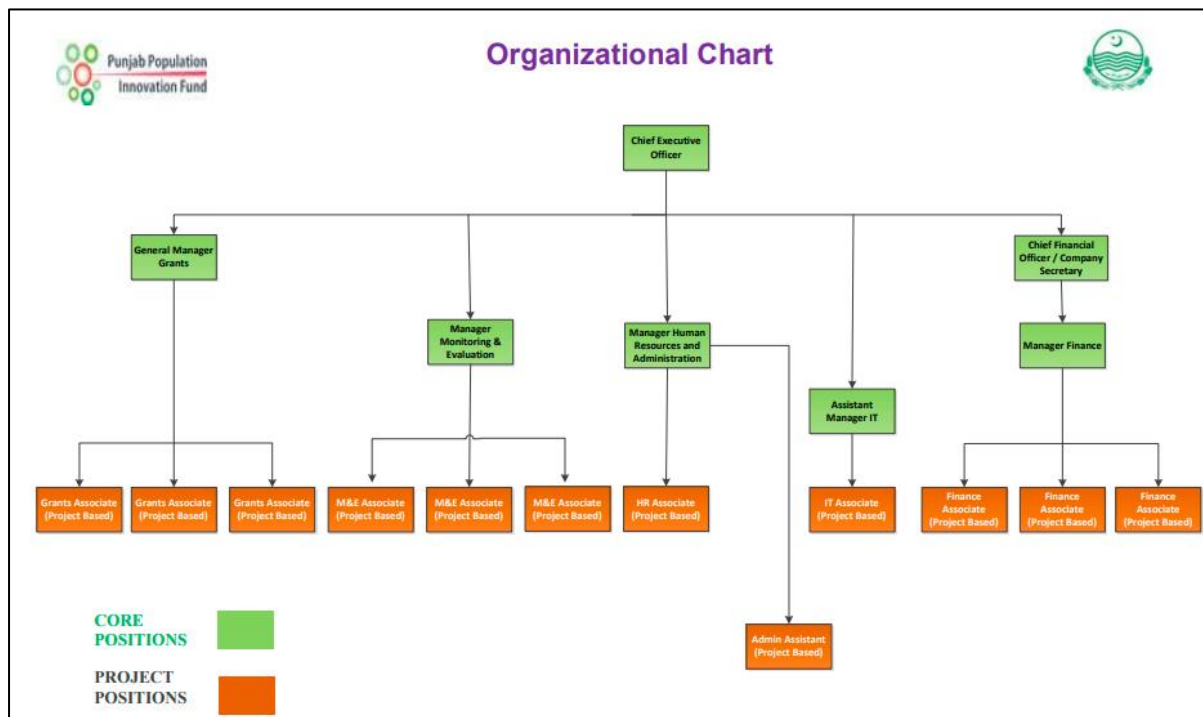 Punjab Population
Innovation Fund
Organizational Chart
Chief Executive
Officer
General Manager
Grants
Chief Financial
Officer / Company
Secretary
Manager
Monitoring &
Evaluation
Manager Human
Resources and
Administration
Manager Finance
Assistant
Manager IT
Grants Associate
(Project Based)
Grants Associate
(Project Based)
Grants Associate
(Project Based)
M&E Associate
(Project Based)
M&E Associate
(Project Based)
M&E Associate
(Project Based)
HR Associate
(Project Based)
IT Associate
(Project Based)
Finance
Associate
(Project Based)
Finance
Associate
(Project Based)
Finance
Associate
(Project Based)
Admin Assistant
(Project Based)
CORE
POSITIONS
PROJECT
POSITIONS